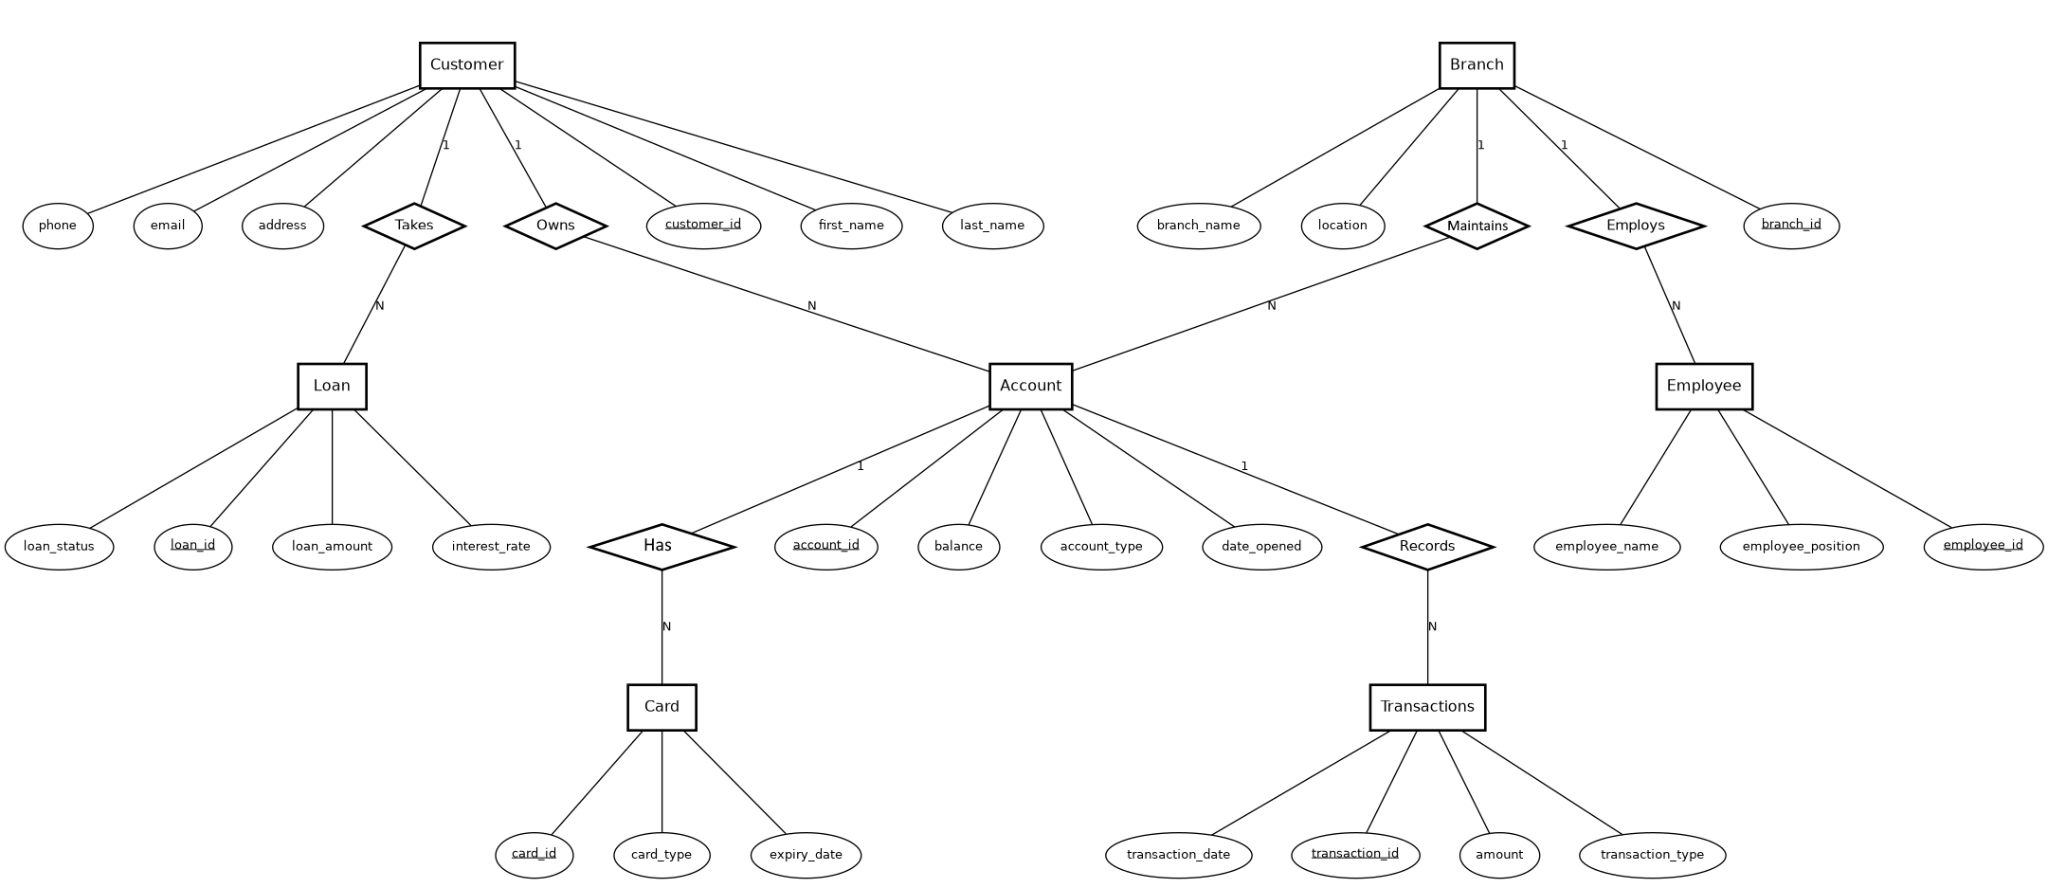 Customer
Branch
1
1
1
1
phone
email
address
Takes
Owns
customer_id
first_name
last_name
branch_name
location
Maintains
Employs
branch_id
N
N
N
N
Loan
Account
Employee
1
1
loan_status
loan_id
loan_amount
interest_rate
Has
account_id
balance
account_type
date_opened
Records
employee_name
employee_position
employee_id
N
N
Card
Transactions
card_id
card_type
expiry_date
transaction_date
transaction_id
amount
transaction_type